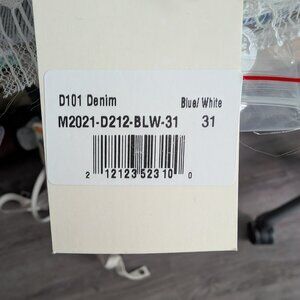 D101 Denim Blue/ White
M2021-D212-BLW-31 31
2 12123 52310 0